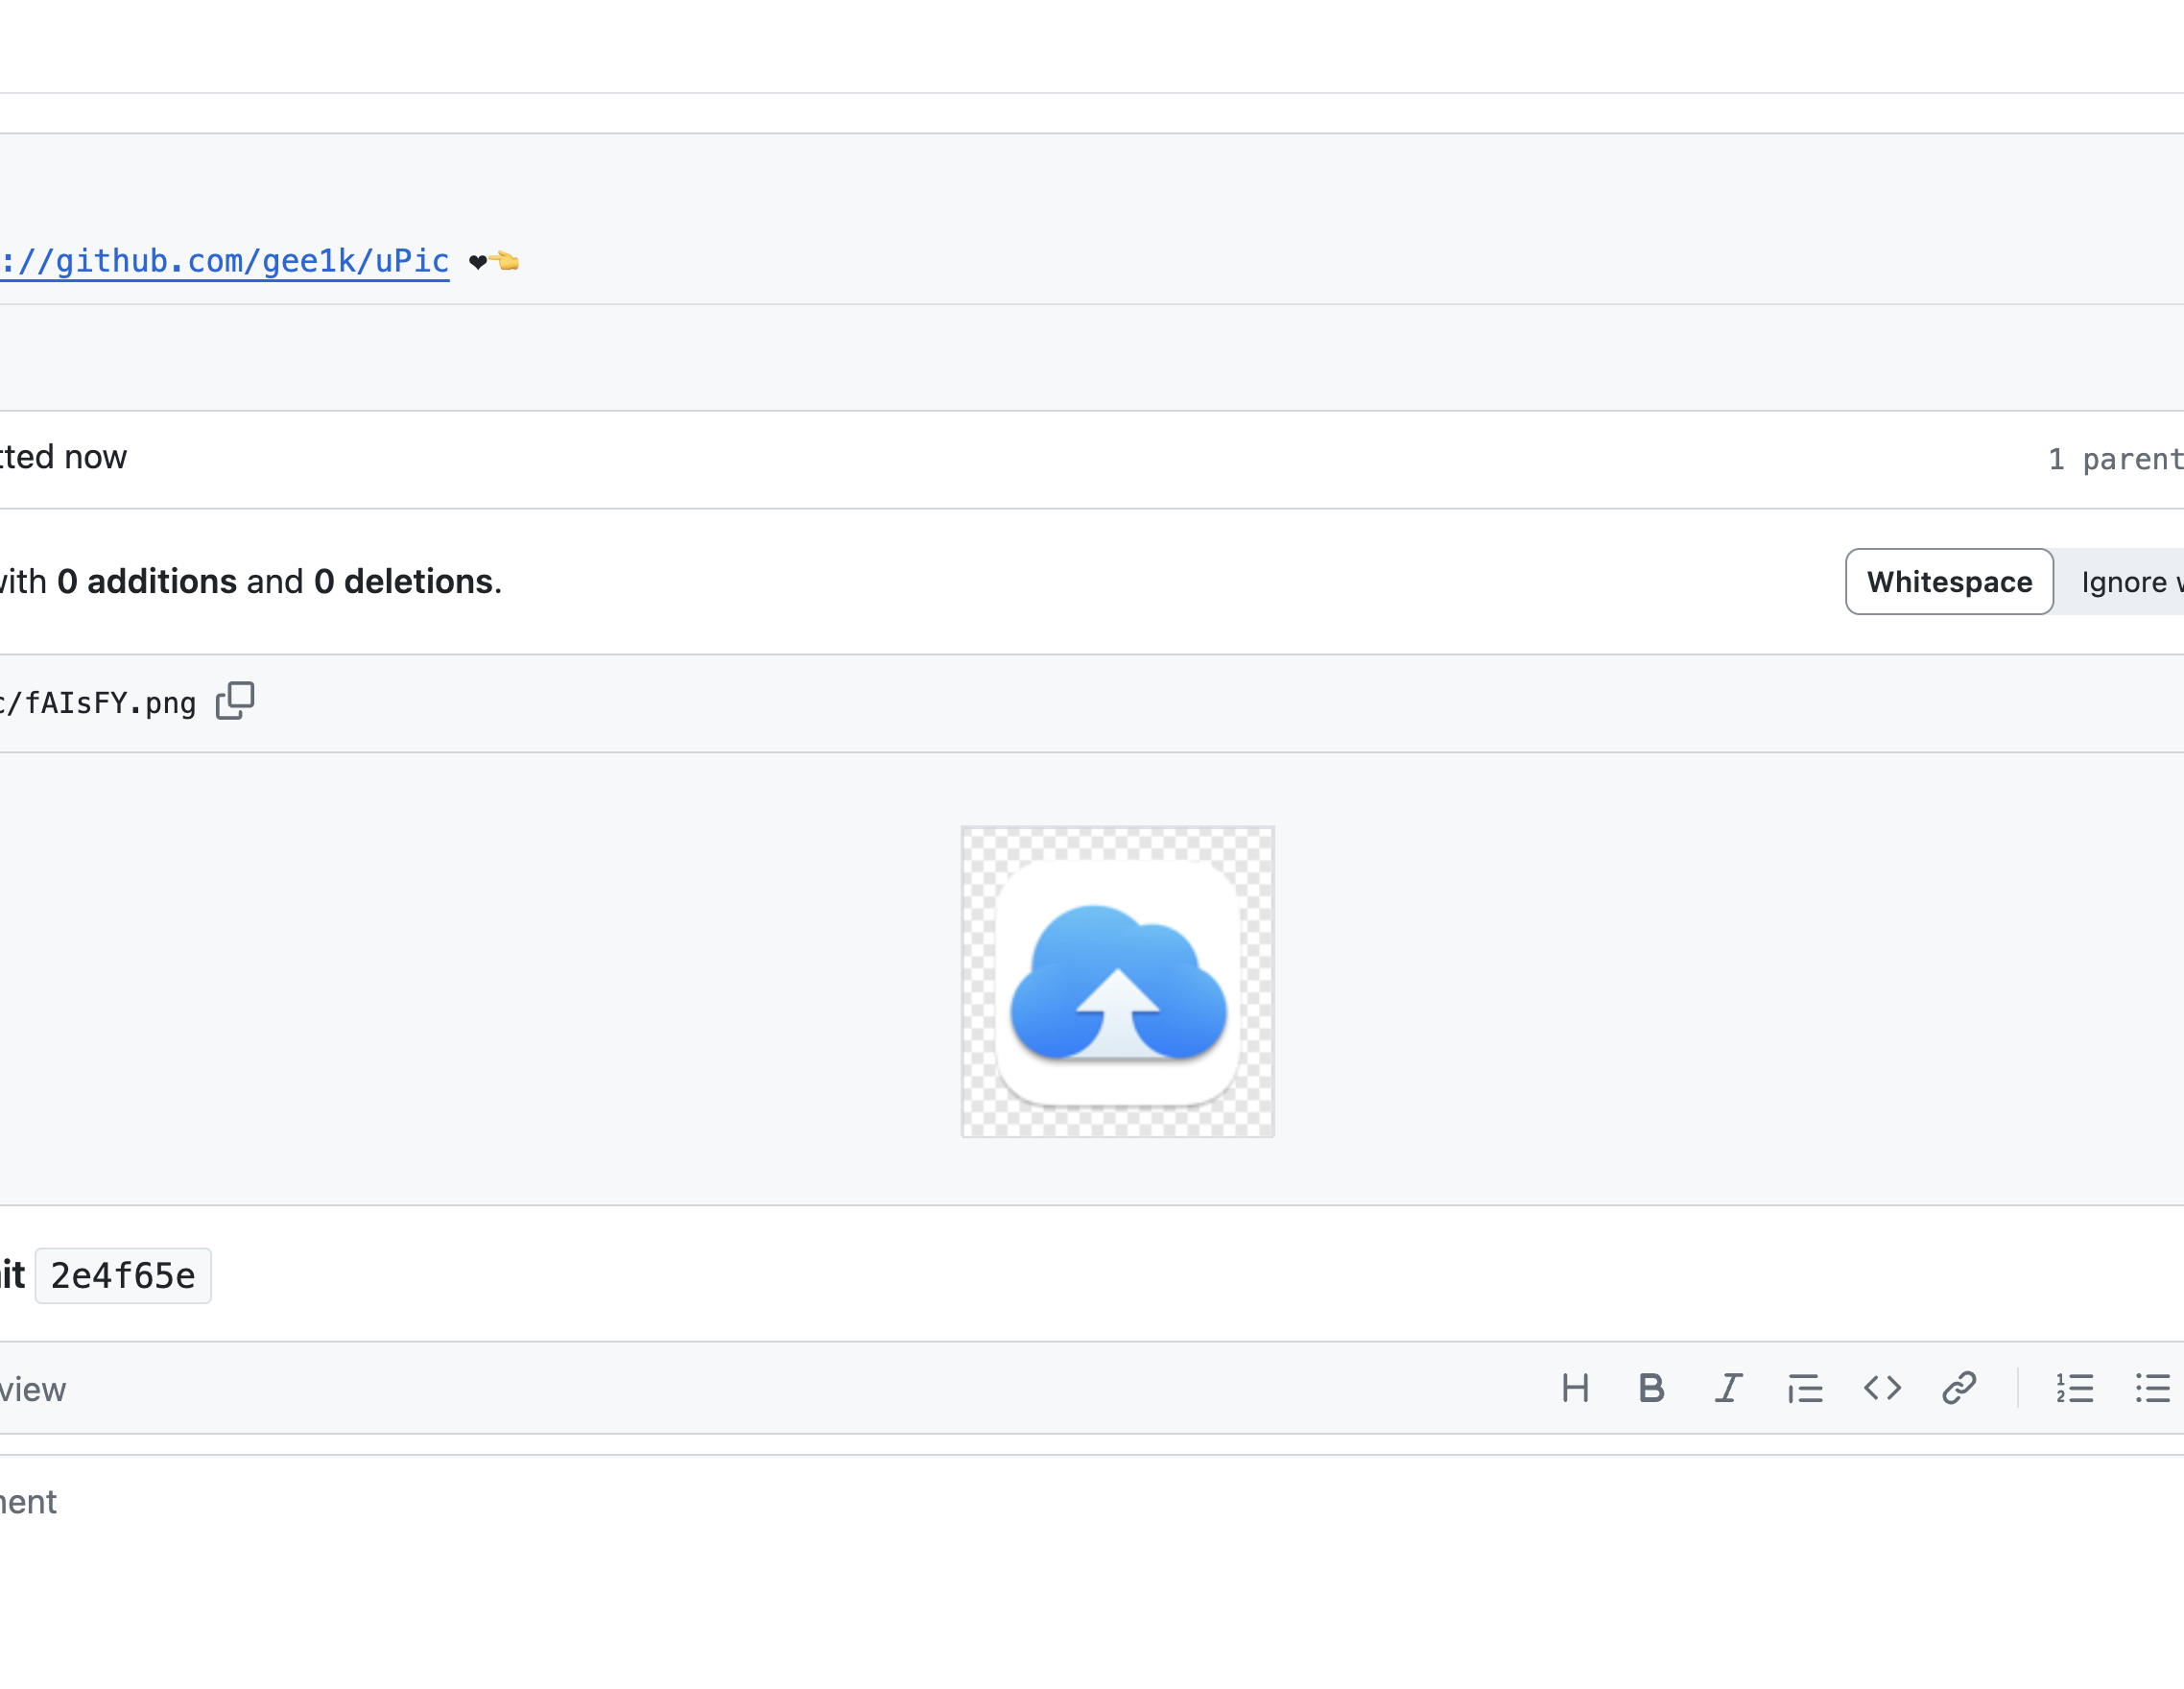 ://github.com/gee1k/uPic ❤👈
tted now
1 parent
with 0 additions and 0 deletions.
Whitespace
Ignore w
c/fAIsFY.png
it 2e4f65e
view
ment